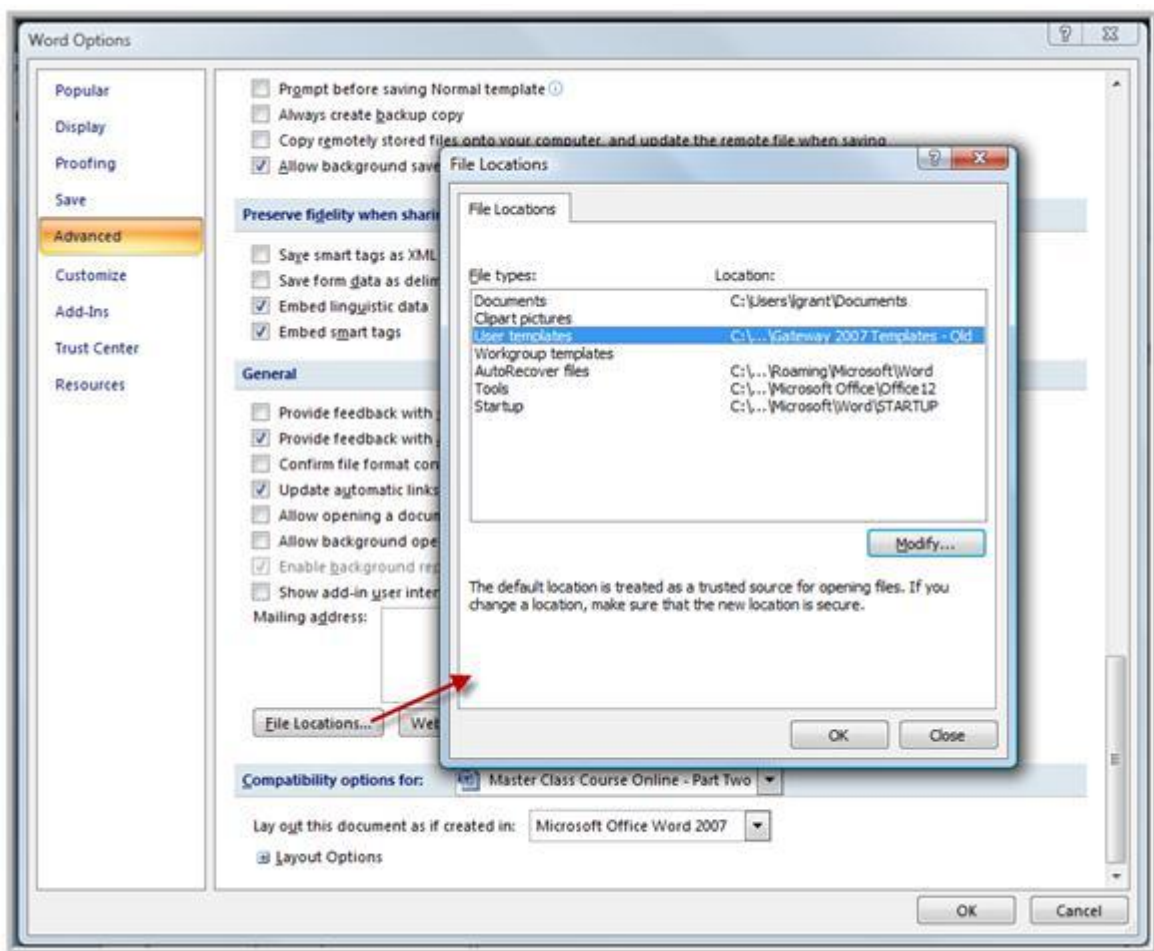 Word Options
Popular
Display
Proofing
Save
Advanced
Customize
Add-Ins
Trust Center
Resources
Prompt before saving Normal template
Always create backup copy
Copy remotely stored files onto your computer, and update the remote file when saving
Allow background save
Preserve fidelity when
Save smart tags as XML
Save form data as
Embed linguistic data
Embed smart tags
General
Provide feedback with
Provide feedback with
Confirm file format
Update automatic links
Allow opening a
Allow background
Enable background
Show add-in user
Mailing address:
File Locations...
Compatibility options for: Master Class Course Online - Part Two
Lay out this document as if created in: Microsoft Office Word 2007
Layout Options
OK Cancel
File Locations
File Locations
File types: Location:
Documents C:\Users\jgrant\Documents
Clipart pictures
User templates C:\...\Gateway 2007 Templates - Old
Workgroup templates
AutoRecover files C:\...\Roaming\Microsoft\Word
Tools C:\...\Microsoft Office\Office12
Startup C:\...\Microsoft\Word\STARTUP
Modify...
The default location is treated as a trusted source for opening files. If you
change a location, make sure that the new location is secure.
OK Close